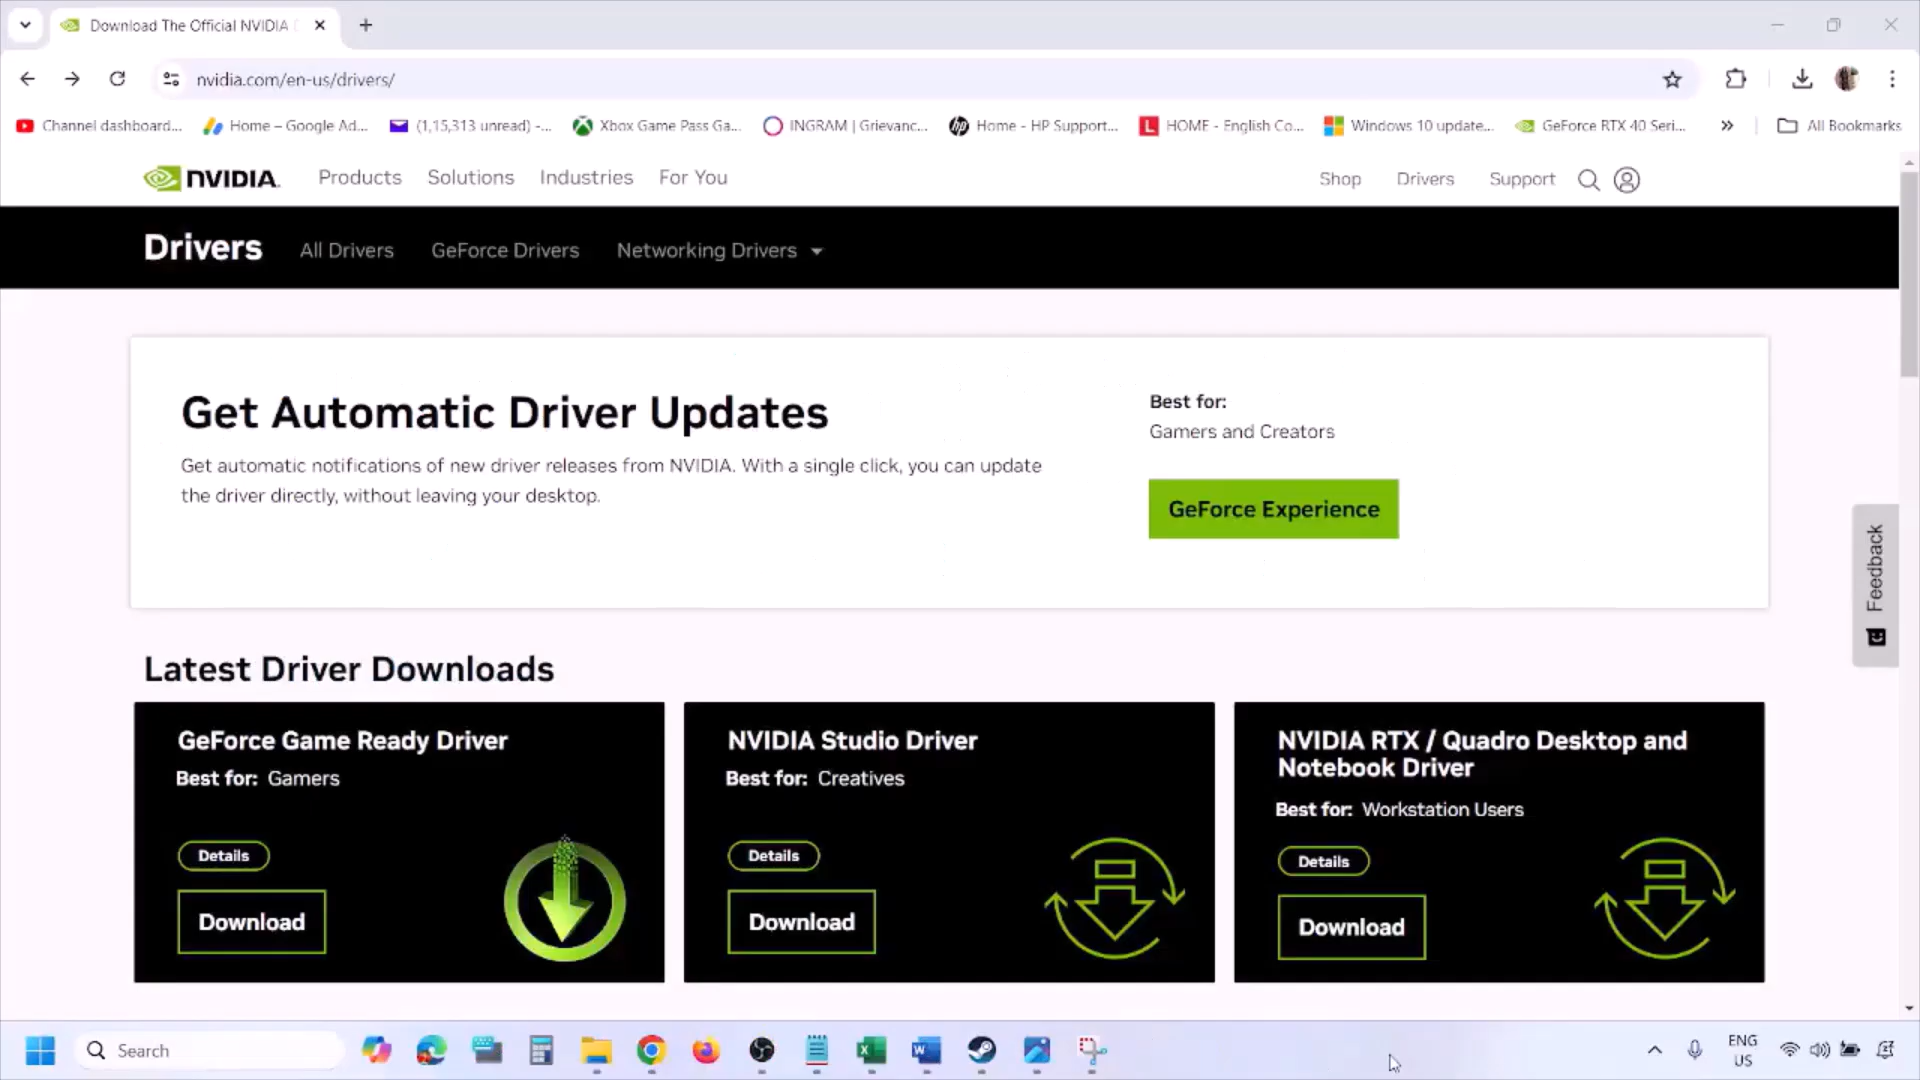 Download The Official NVIDIA
nvidia.com/en-us/drivers/
Channel dashboard...
Home – Google Ad...
(1,15,313 unread) -...
Xbox Game Pass Ga...
INGRAM | Grievanc...
Home - HP Support...
HOME - English Co...
Windows 10 update...
GeForce RTX 40 Seri...
All Bookmarks
NVIDIA.
Products
Solutions
Industries
For You
Shop
Drivers
Support
Drivers
All Drivers
GeForce Drivers
Networking Drivers
Get Automatic Driver Updates
Get automatic notifications of new driver releases from NVIDIA. With a single click, you can update
the driver directly, without leaving your desktop.
Best for:
Gamers and Creators
GeForce Experience
Feedback
Latest Driver Downloads
GeForce Game Ready Driver
Best for: Gamers
Details
Download
NVIDIA Studio Driver
Best for: Creatives
Details
Download
NVIDIA RTX / Quadro Desktop and
Notebook Driver
Best for: Workstation Users
Details
Download
Search
ENG
US